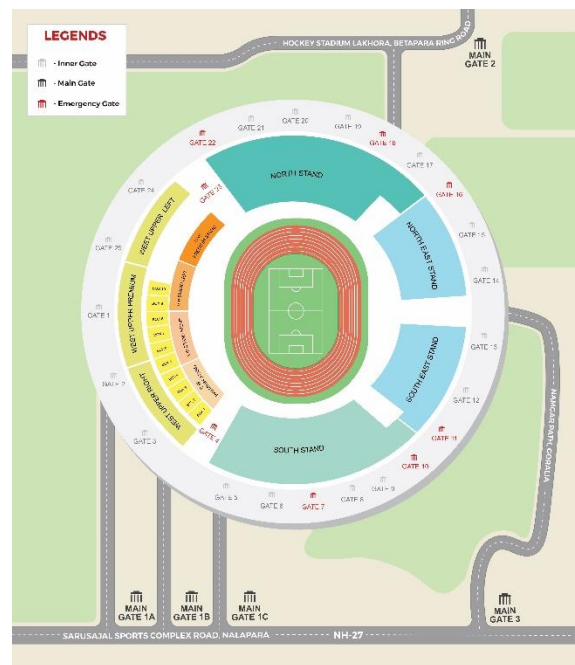 LEGENDS
- Inner Gate
- Main Gate
- Emergency Gate
HOCKEY STADIUM LAKHORA, BETAPARA RING ROAD
MAIN
GATE 2
GATE 20
GATE 21
GATE 19
GATE 22
GATE 18
GATE 17
GATE 23
GATE 16
GATE 24
NORTH STAND
WEST UPPER LEFT
NORTH EAST STAND
GATE 15
GATE 25
GATE 14
GATE 1
WEST UPPER PREMIUM
GATE 13
SOUTH EAST STAND
GATE 2
WEST UPPER RIGHT
GATE 12
GATE 3
GATE 4
GATE 11
SOUTH STAND
GATE 10
GATE 5
GATE 6
GATE 7
GATE 8
GATE 9
NAMGAR PATH, GORALIA
MAIN
GATE 1A
MAIN
GATE 1B
MAIN
GATE 1C
MAIN
GATE 3
SARUSAJAI SPORTS COMPLEX ROAD, NALAPARA
NH-27